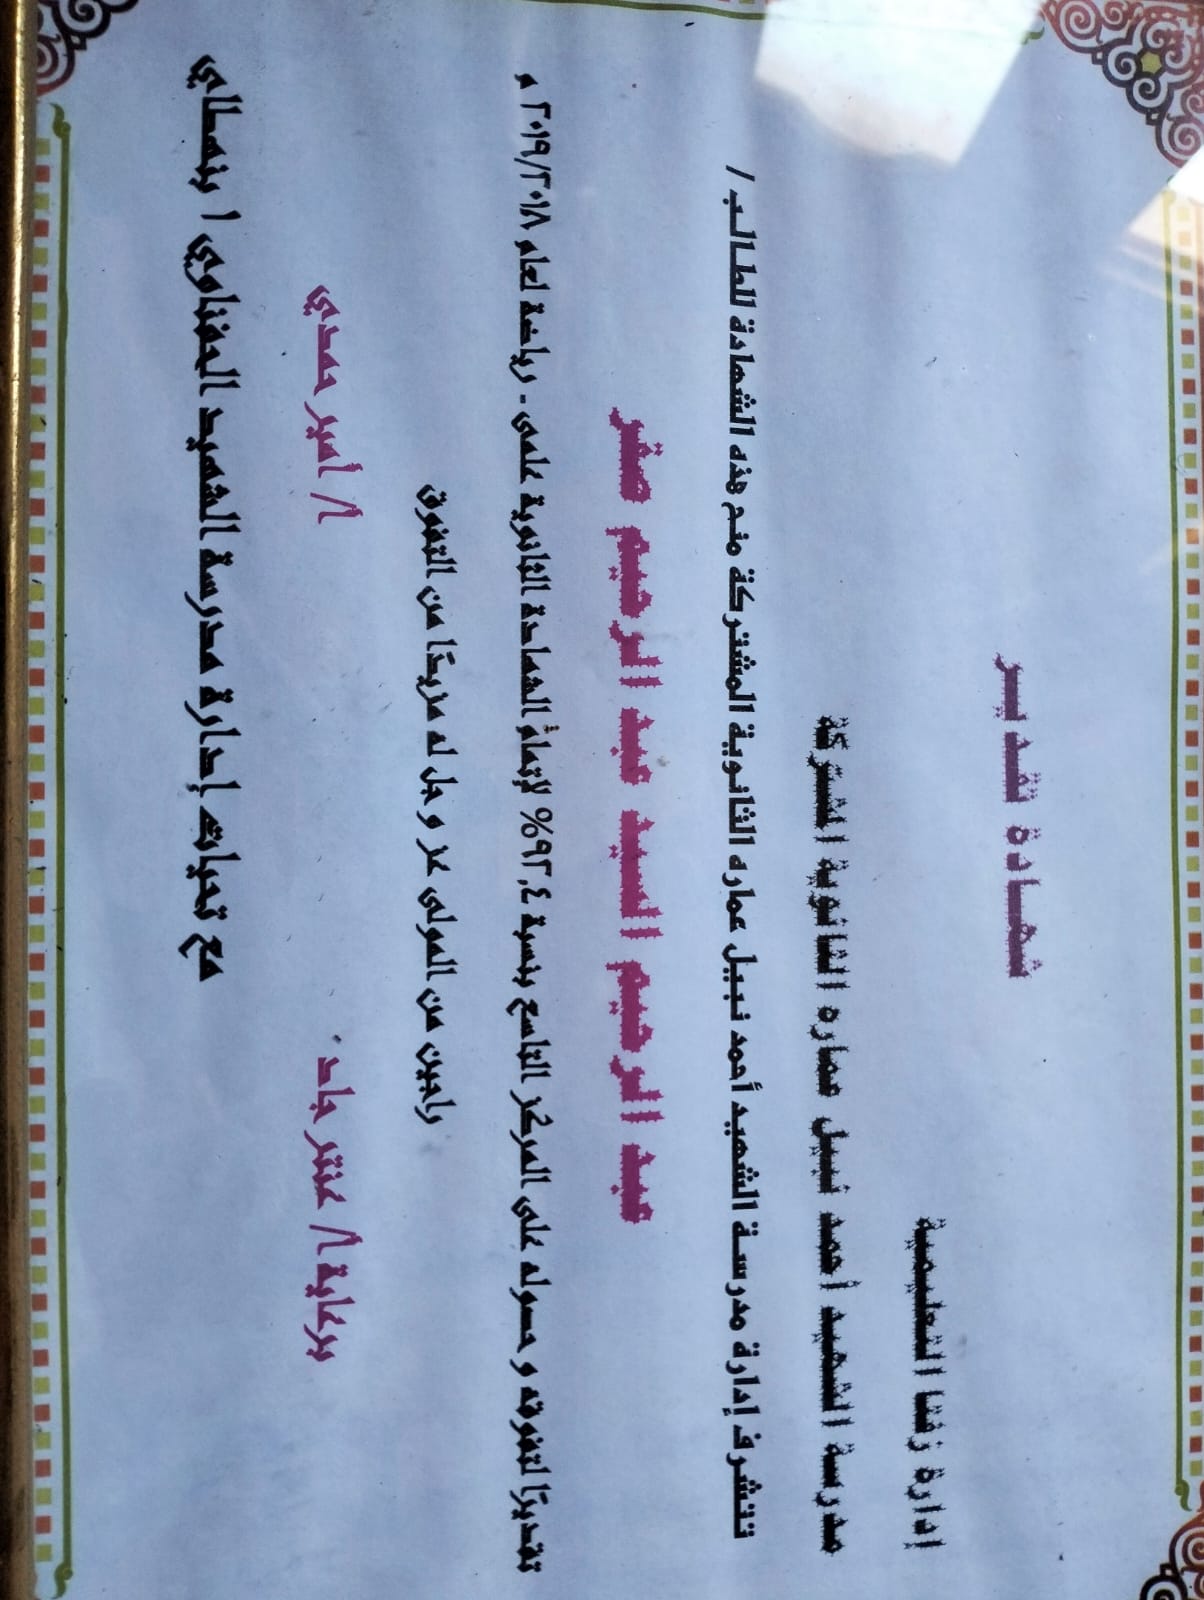 شهادة تقدير
إدارة زفتا التعليمية
مدرسة الشهيد أحمد نبيل عماره الثانوية المشتركة
تتشرف إدارة مدرسة الشهيد أحمد نبيل عماره الثانوية المشتركة منح هذه الشهادة للطالب /
عبد الرحيم السيد عبد الرحيم صقر
تقديرًا لتفوقه و حصوله على المركز التاسع بنسبة ٩٢,٤% لإتمام الشهادة الثانوية علمى - رياضة لعام ٢٠١٩/٢٠١٨ م
راجين من المولى عز و جل له مزيدًا من التفوق
برعاية أ/ عنتر جاد أ/ أمير حمدي
مع تحيات إدارة مدرسة الشهيد الحفناوي ا بنهطاي